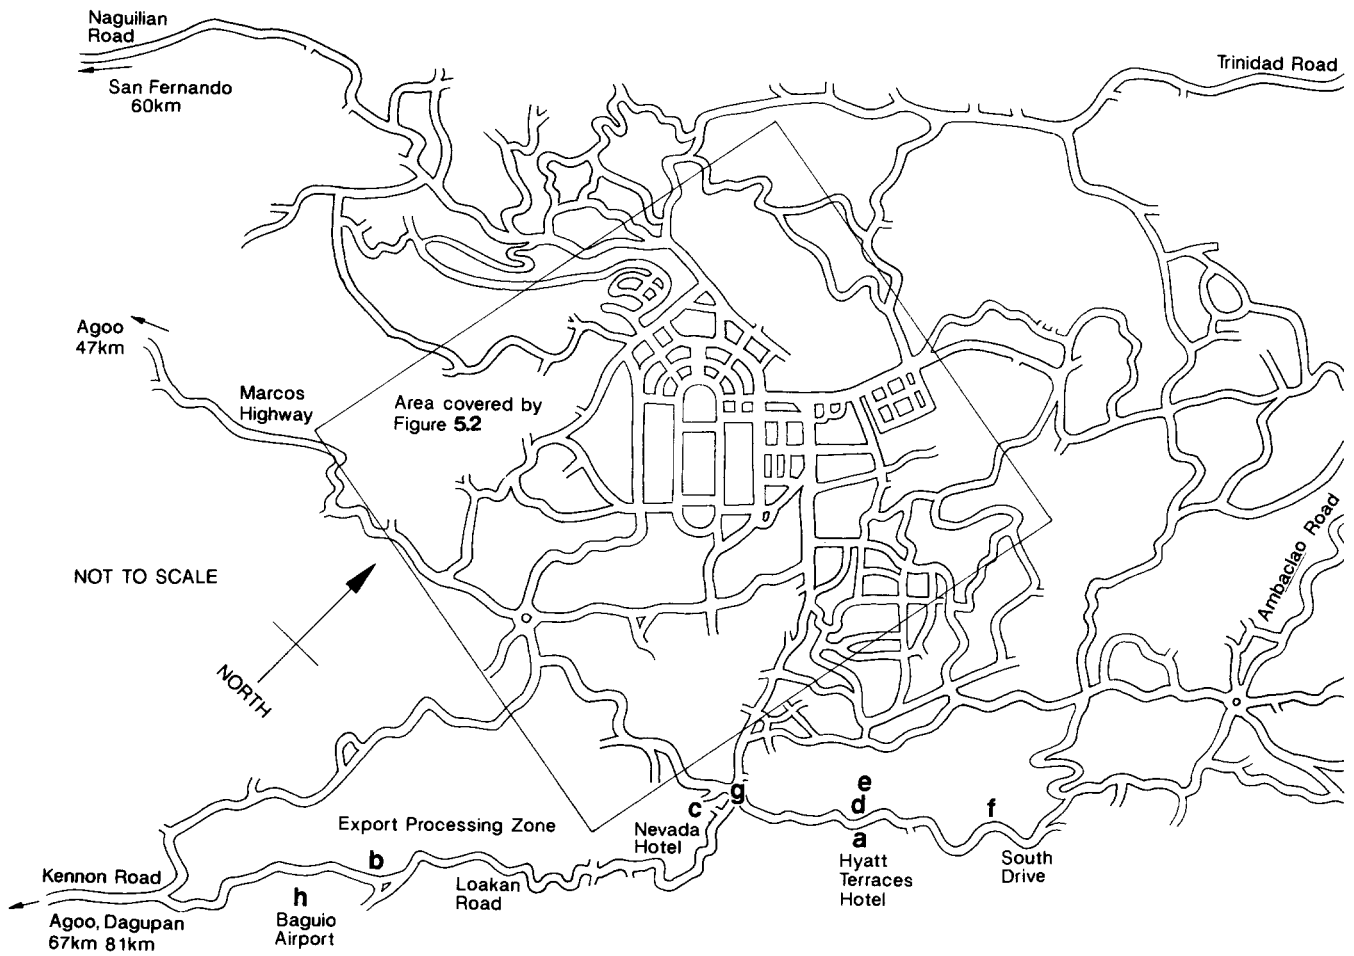 Naguilian
Road
San Fernando
60km
Trinidad Road
Agoo
47km
Marcos
Highway
Area covered by
Figure 5.2
NOT TO SCALE
NORTH
Ambaclao Road
e
d
f
g
c
a
Export Processing Zone
Nevada
Hotel
Hyatt
Terraces
Hotel
South
Drive
b
Kennon Road
Loakan
Road
h
Baguio
Airport
Agoo, Dagupan
67km 81km